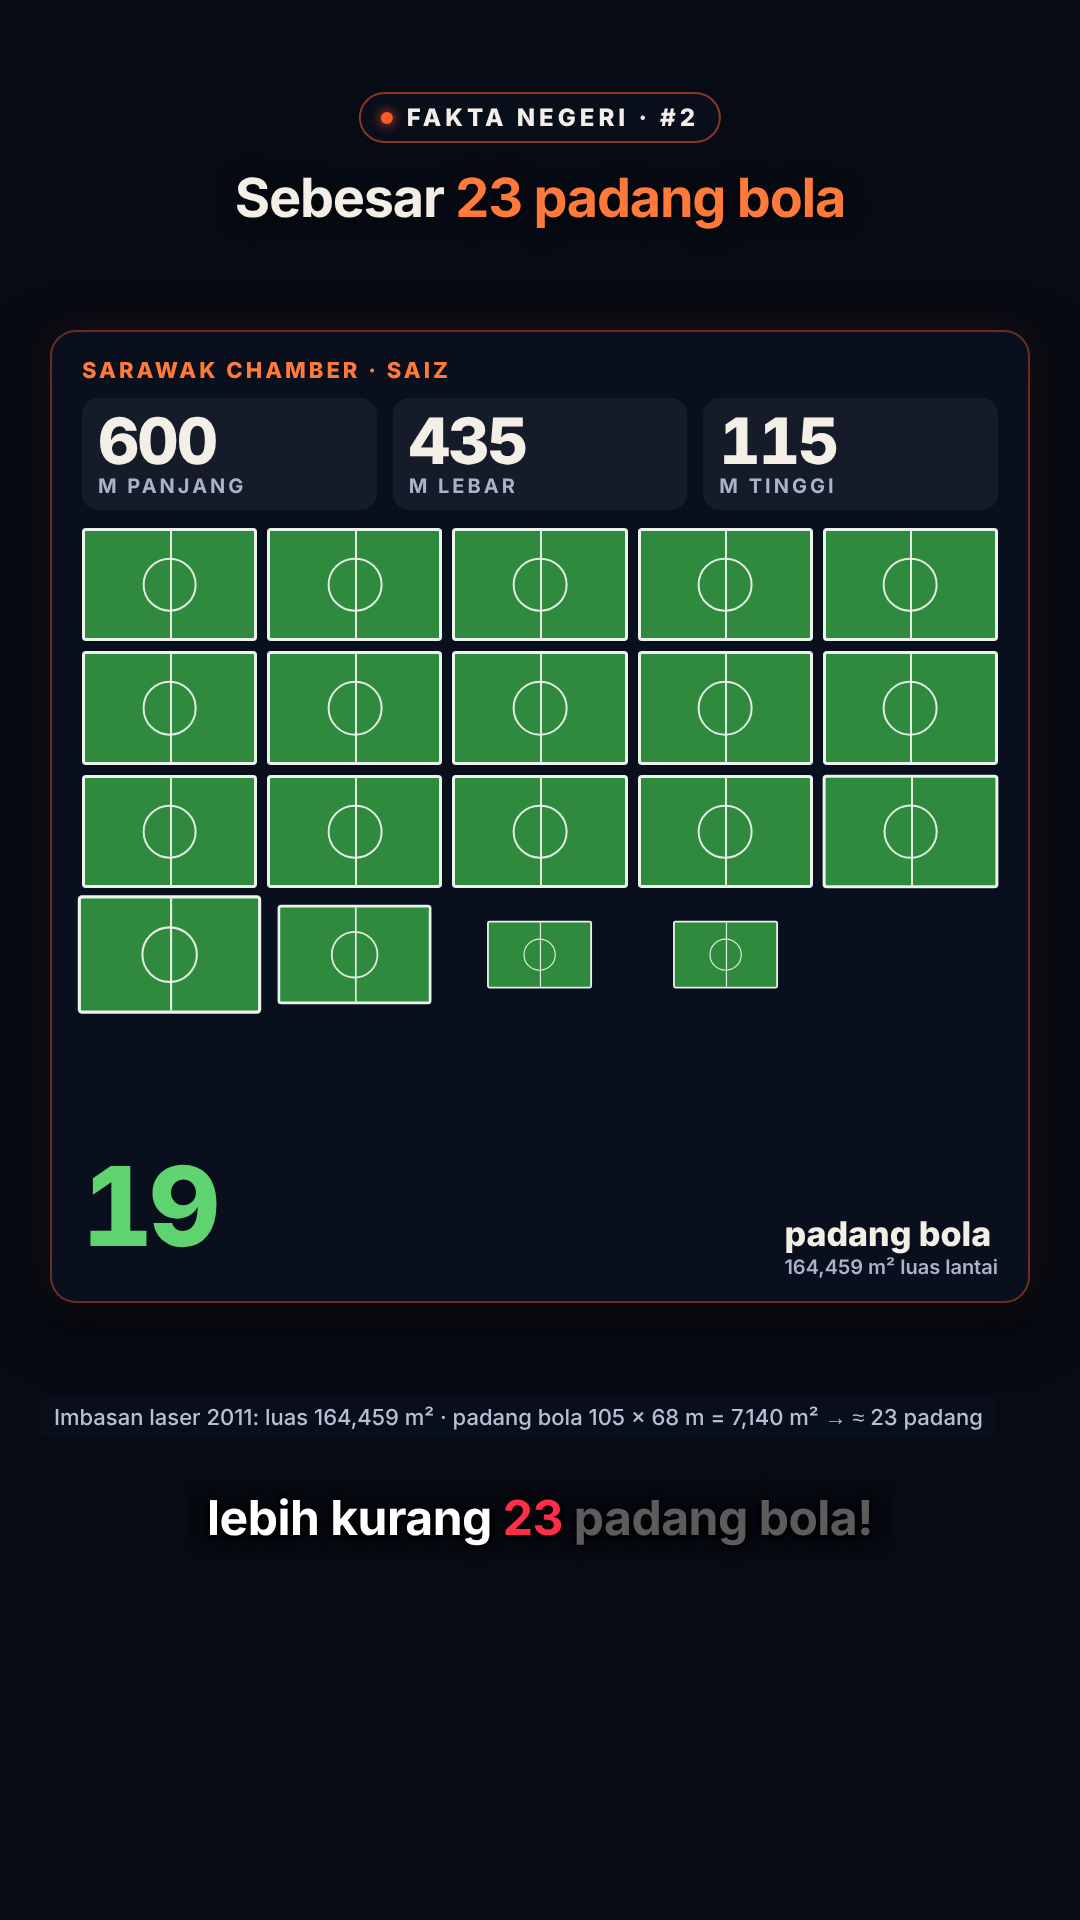 FAKTA NEGERI · #2
Sebesar 23 padang bola
SARAWAK CHAMBER · SAIZ
600
M PANJANG
435
M LEBAR
115
M TINGGI
19
padang bola
164,459 m² luas lantai
Imbasan laser 2011: luas 164,459 m² · padang bola 105 × 68 m = 7,140 m² → ≈ 23 padang
lebih kurang 23 padang bola!